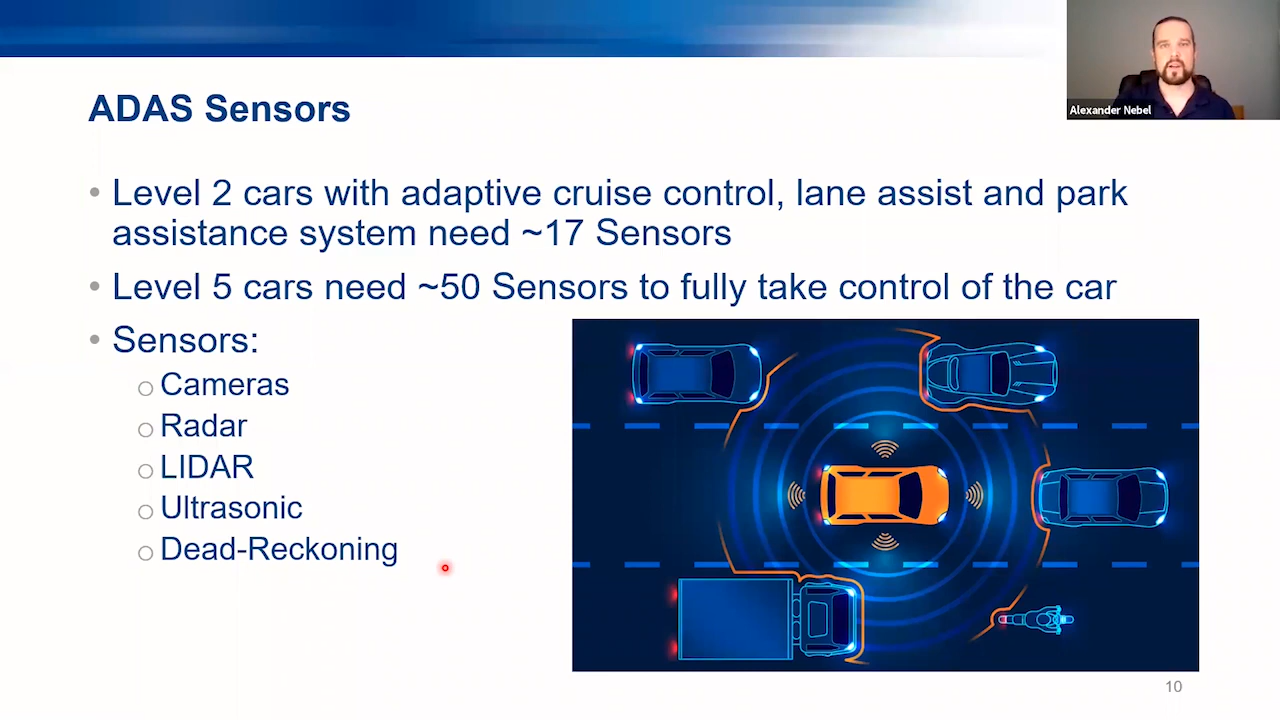 Alexander Nebel
ADAS Sensors
• Level 2 cars with adaptive cruise control, lane assist and park
assistance system need ~17 Sensors
• Level 5 cars need ~50 Sensors to fully take control of the car
• Sensors:
○ Cameras
○ Radar
○ LIDAR
○ Ultrasonic
○ Dead-Reckoning
10